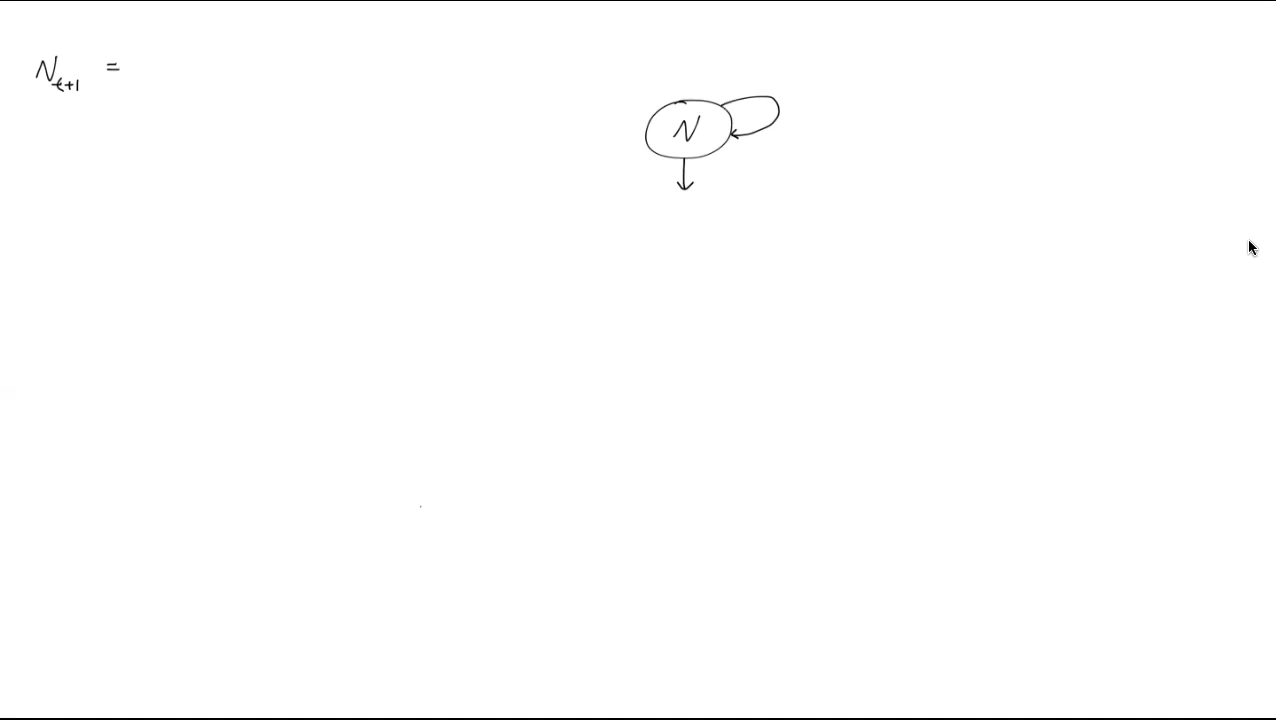 N_{t+1} =
N